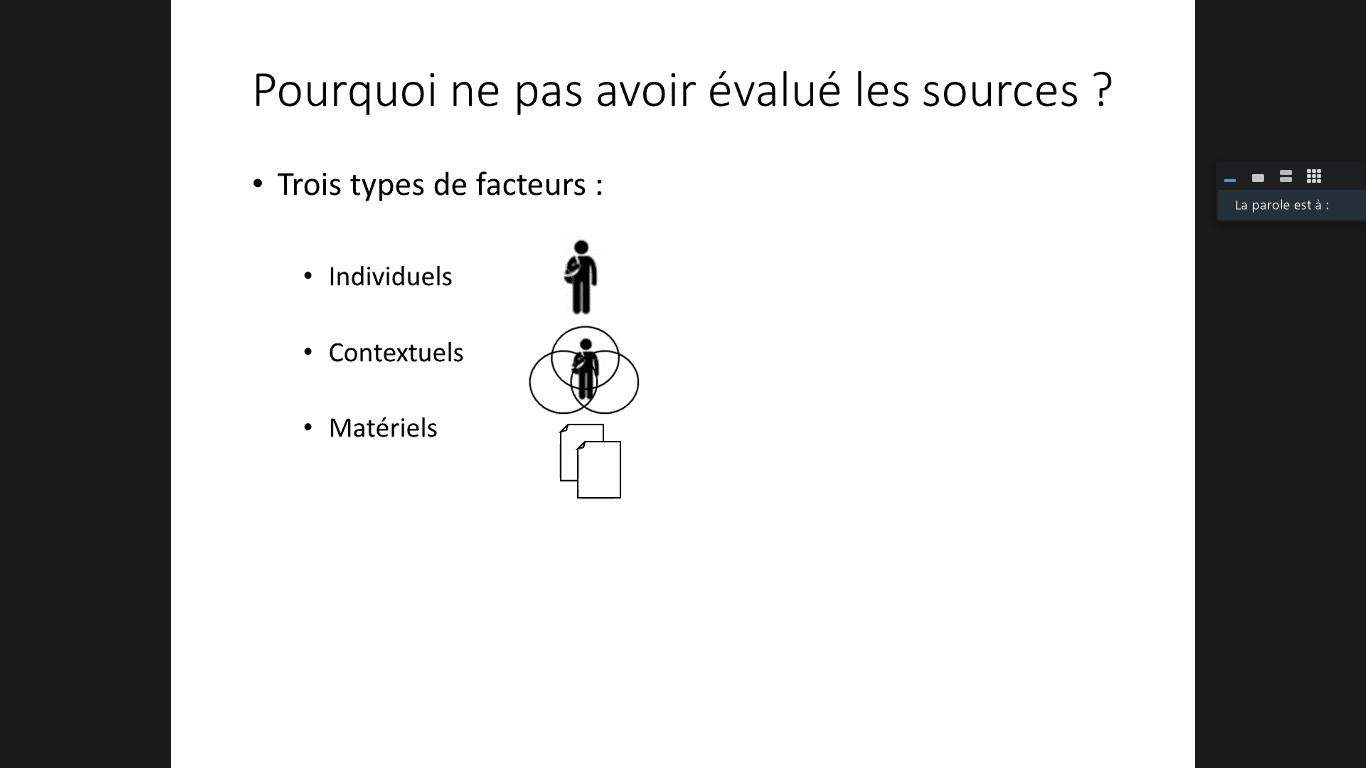 Pourquoi ne pas avoir évalué les sources ?
• Trois types de facteurs :
• Individuels
• Contextuels
• Matériels
La parole est à :